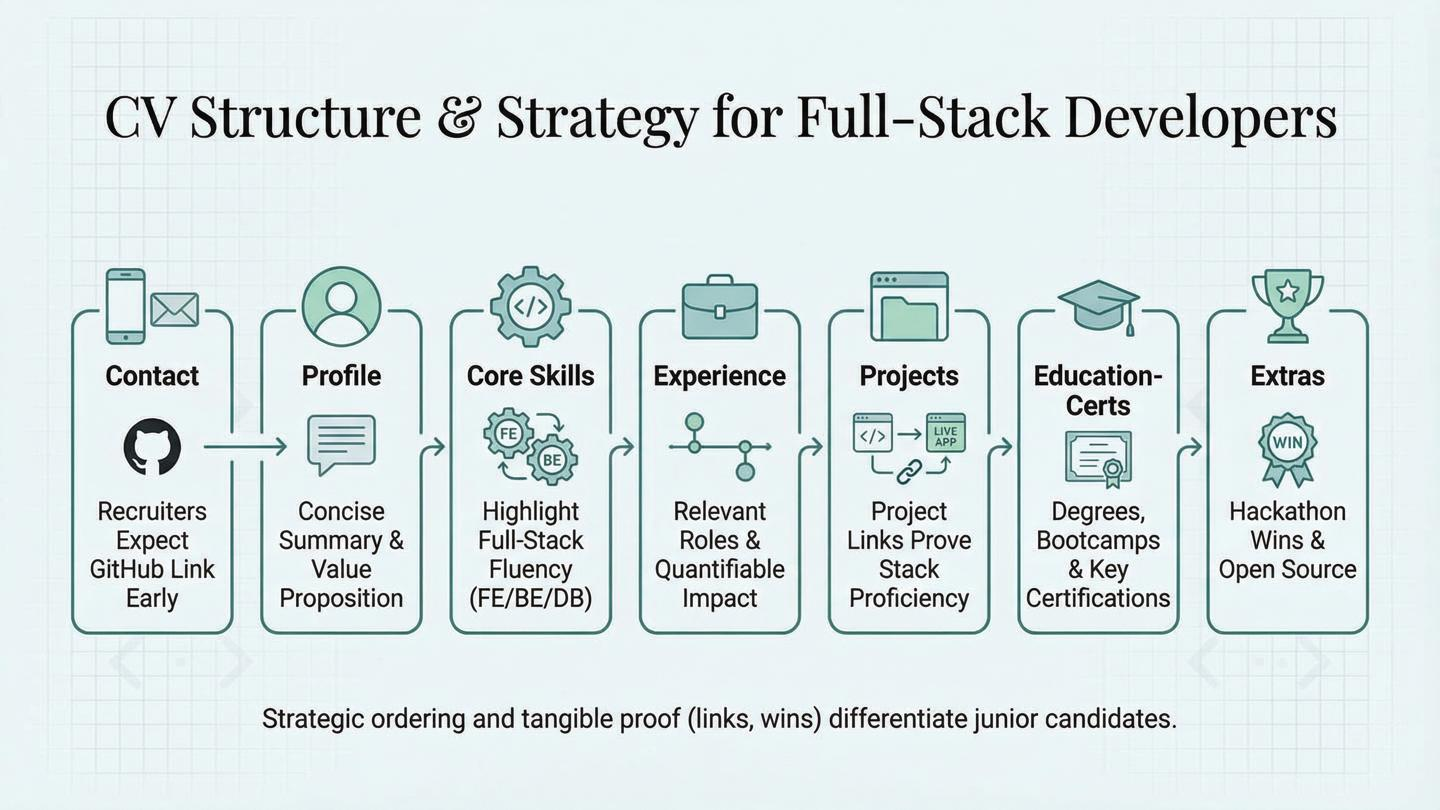 CV Structure & Strategy for Full-Stack Developers
Contact
Recruiters
Expect
GitHub Link
Early
Profile
Concise
Summary &
Value
Proposition
Core Skills
</>
FE
BE
Highlight
Full-Stack
Fluency
(FE/BE/DB)
Experience
Relevant
Roles &
Quantifiable
Impact
Projects
</>
LIVE
APP
Project
Links Prove
Stack
Proficiency
Education-
Certs
Degrees,
Bootcamps
& Key
Certifications
Extras
WIN
Hackathon
Wins &
Open Source
Strategic ordering and tangible proof (links, wins) differentiate junior candidates.